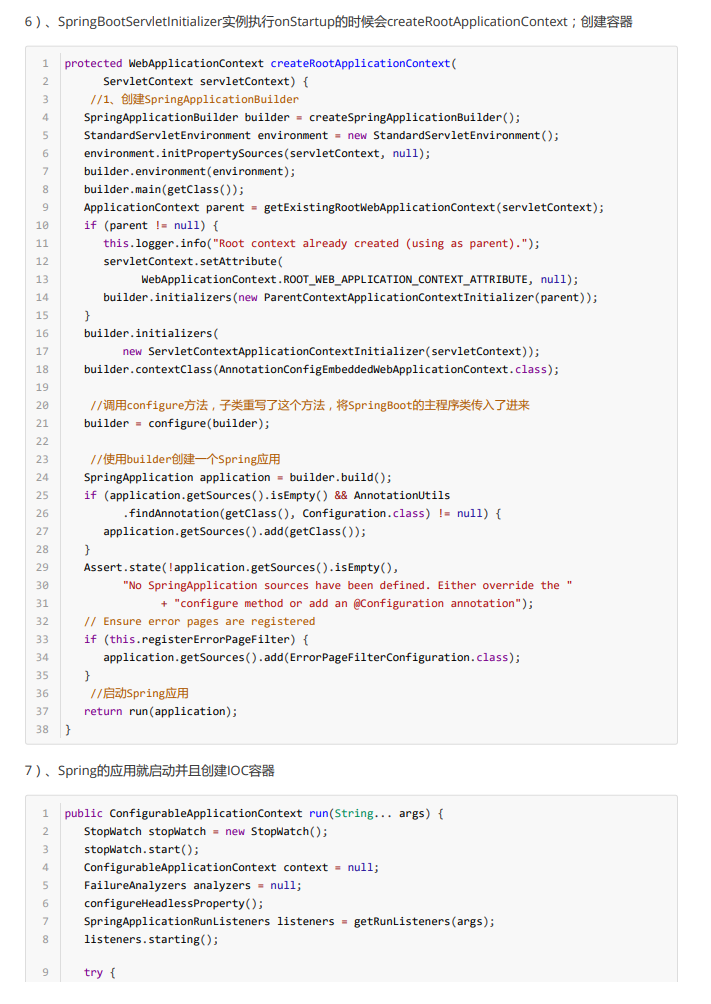 6）、SpringBootServletInitializer实例执行onStartup的时候会createRootApplicationContext；创建容器
1 protected WebApplicationContext createRootApplicationContext(
2 ServletContext servletContext) {
3 //1、创建SpringApplicationBuilder
4 SpringApplicationBuilder builder = createSpringApplicationBuilder();
5 StandardServletEnvironment environment = new StandardServletEnvironment();
6 environment.initPropertySources(servletContext, null);
7 builder.environment(environment);
8 builder.main(getClass());
9 ApplicationContext parent = getExistingRootWebApplicationContext(servletContext);
10 if (parent != null) {
11 this.logger.info("Root context already created (using as parent).");
12 servletContext.setAttribute(
13 WebApplicationContext.ROOT_WEB_APPLICATION_CONTEXT_ATTRIBUTE, null);
14 builder.initializers(new ParentContextApplicationContextInitializer(parent));
15 }
16 builder.initializers(
17 new ServletContextApplicationContextInitializer(servletContext));
18 builder.contextClass(AnnotationConfigEmbeddedWebApplicationContext.class);
19
20 //调用configure方法，子类重写了这个方法，将SpringBoot的主程序类传入了进来
21 builder = configure(builder);
22
23 //使用builder创建一个Spring应用
24 SpringApplication application = builder.build();
25 if (application.getSources().isEmpty() && AnnotationUtils
26 .findAnnotation(getClass(), Configuration.class) != null) {
27 application.getSources().add(getClass());
28 }
29 Assert.state(!application.getSources().isEmpty(),
30 "No SpringApplication sources have been defined. Either override the "
31 + "configure method or add an @Configuration annotation");
32 // Ensure error pages are registered
33 if (this.registerErrorPageFilter) {
34 application.getSources().add(ErrorPageFilterConfiguration.class);
35 }
36 //启动Spring应用
37 return run(application);
38 }
7）、Spring的应用就启动并且创建IOC容器
1 public ConfigurableApplicationContext run(String... args) {
2 StopWatch stopWatch = new StopWatch();
3 stopWatch.start();
4 ConfigurableApplicationContext context = null;
5 FailureAnalyzers analyzers = null;
6 configureHeadlessProperty();
7 SpringApplicationRunListeners listeners = getRunListeners(args);
8 listeners.starting();
9 try {